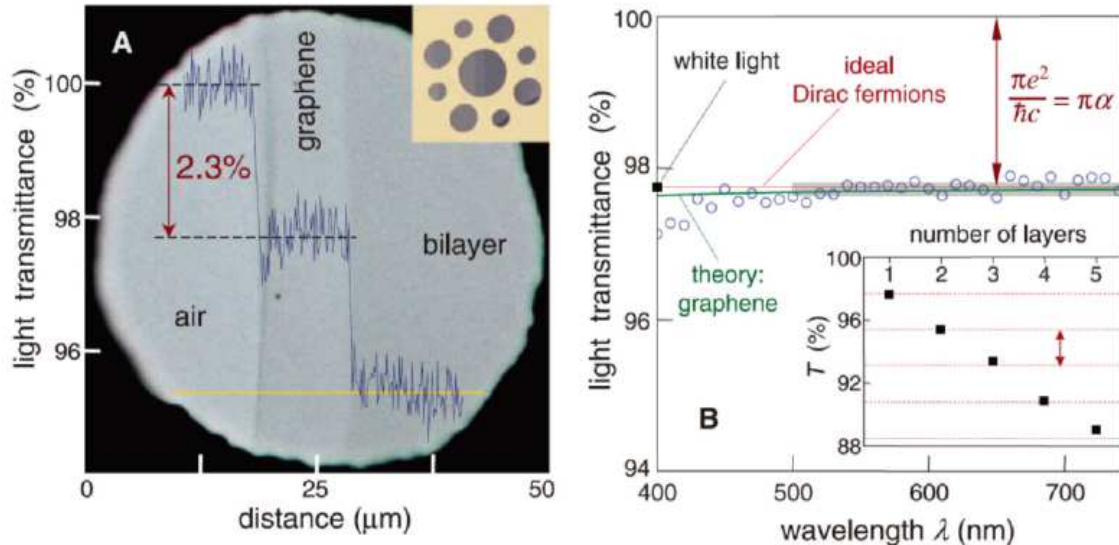 A
graphene
100
98
96
light transmittance (%)
2.3%
air
bilayer
0
25
50
distance (μm)
B
100
98
96
94
light transmittance (%)
white light
ideal
Dirac fermions
πe²/ħc = πα
theory:
graphene
number of layers
1 2 3 4 5
100
96
92
88
T (%)
400 500 600 700
wavelength λ (nm)